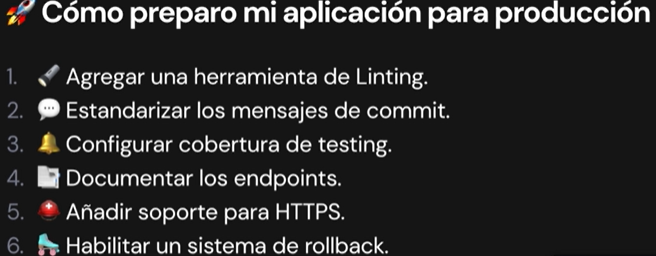 🚀 Cómo preparo mi aplicación para producción
1. 🔦 Agregar una herramienta de Linting.
2. 💬 Estandarizar los mensajes de commit.
3. 🔔 Configurar cobertura de testing.
4. 📑 Documentar los endpoints.
5. ⛑️ Añadir soporte para HTTPS.
6. 🛼 Habilitar un sistema de rollback.